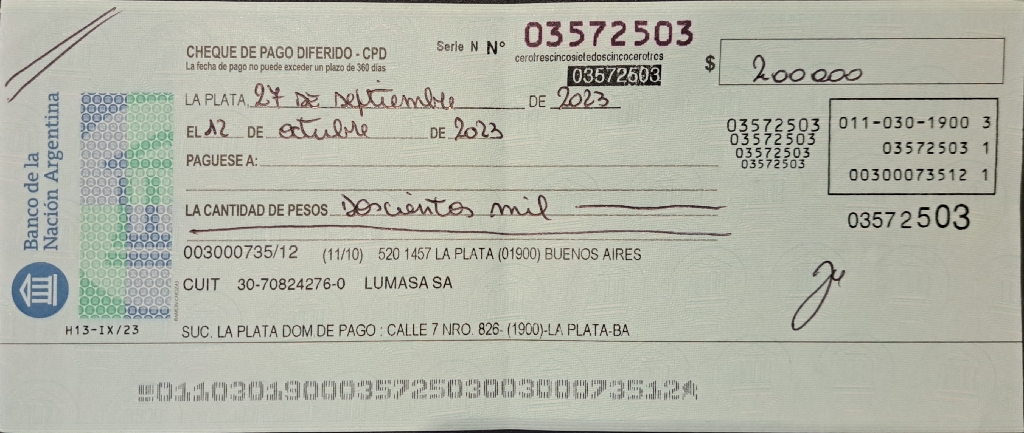 Serie N Nº 03572503
cerotrescincosietedoscincocerotres
03572503
CHEQUE DE PAGO DIFERIDO - CPD
La fecha de pago no puede exceder un plazo de 360 días
$ 200000
LA PLATA, 27 DE septiembre DE 2023
EL 12 DE octubre DE 2023
PAGUESE A:
LA CANTIDAD DE PESOS Doscientos mil
03572503
03572503
03572503
03572503
011-030-1900 3
03572503 1
00300073512 1
03572503
003000735/12 (11/10) 520 1457 LA PLATA (01900) BUENOS AIRES
CUIT 30-70824276-0 LUMASA SA
SUC. LA PLATA DOM.DE PAGO : CALLE 7 NRO. 826- (1900)-LA PLATA-BA
Banco de la
Nación Argentina
H13-IX/23
01103019000357250300300073512